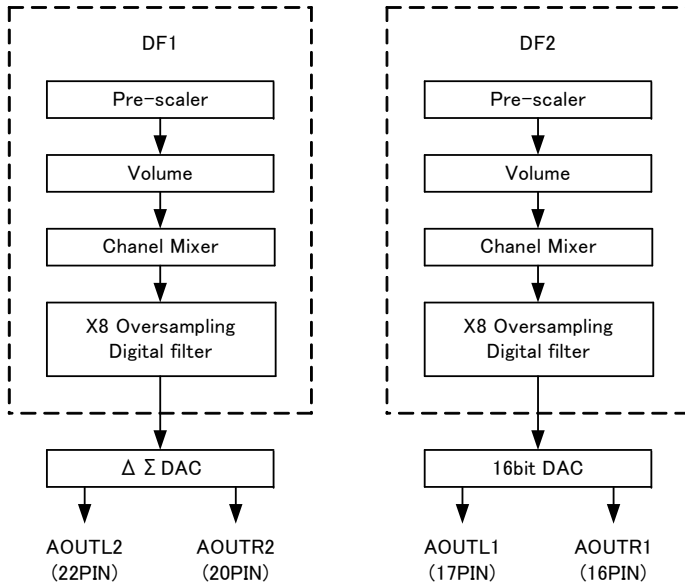 DF1
Pre-scaler
Volume
Chanel Mixer
X8 Oversampling
Digital filter
Δ Σ DAC
AOUTL2
(22PIN)
AOUTR2
(20PIN)
DF2
Pre-scaler
Volume
Chanel Mixer
X8 Oversampling
Digital filter
16bit DAC
AOUTL1
(17PIN)
AOUTR1
(16PIN)